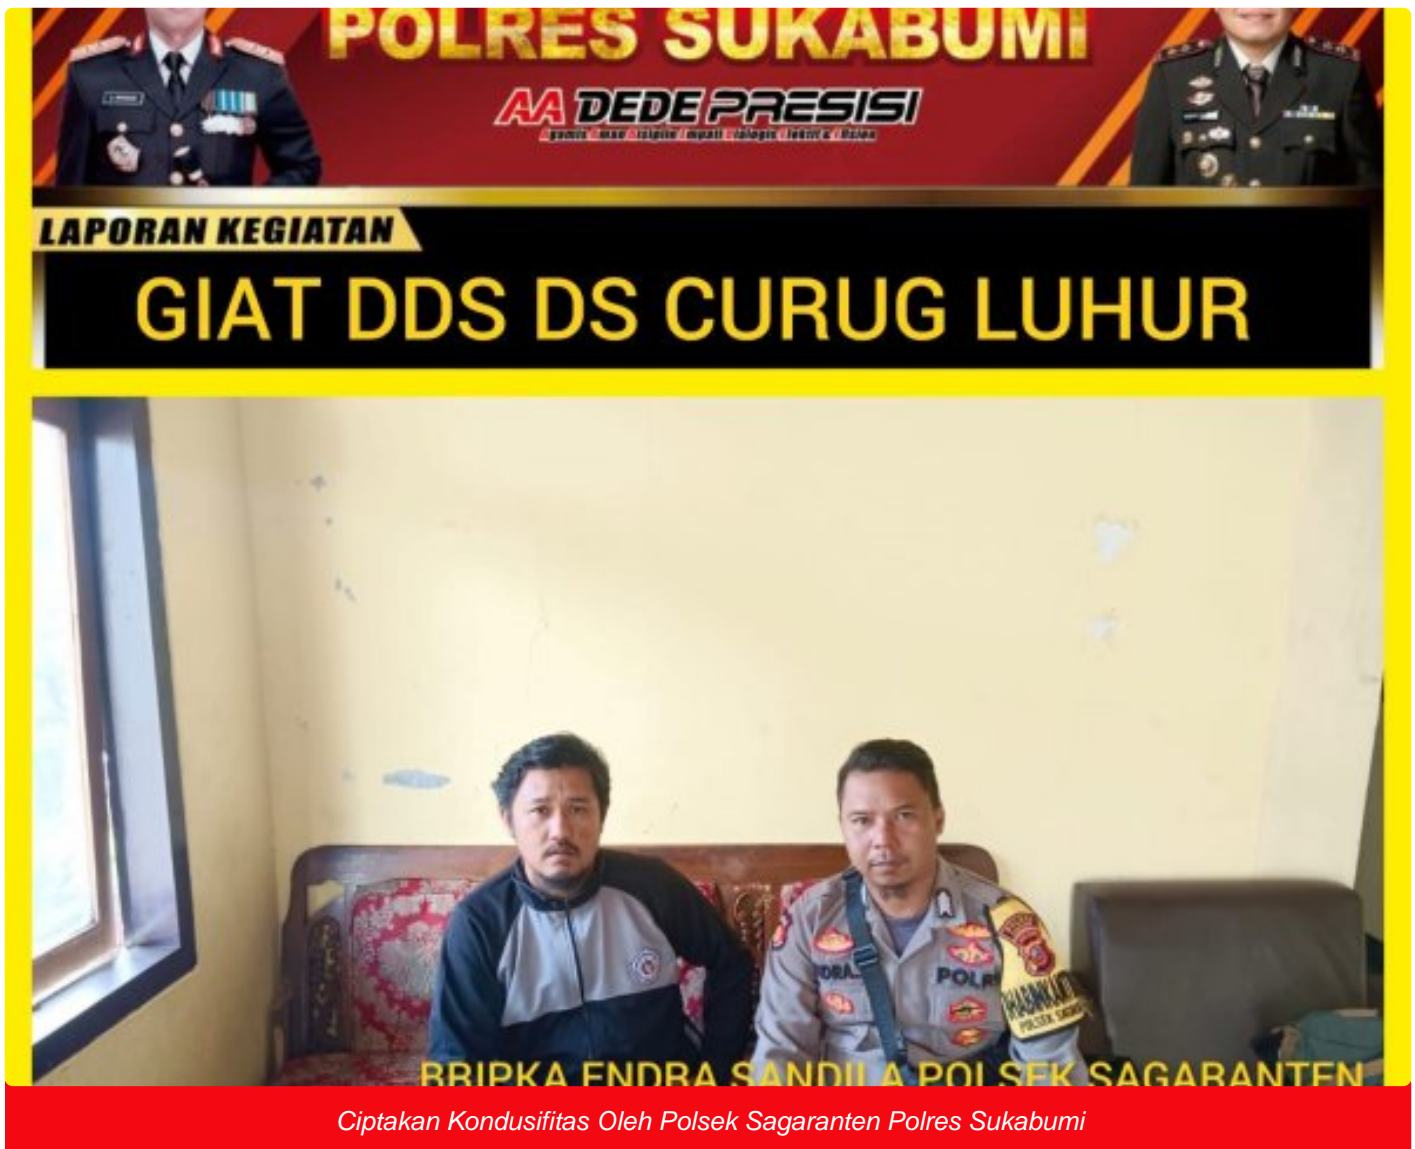 POLRES SUKABUMI
AA DEDE PRESISI
LAPORAN KEGIATAN
GIAT DDS DS CURUG LUHUR
POLRI
BRIPKA ENDRA SANDILA POLSEK SAGARANTEN
Ciptakan Kondusifitas Oleh Polsek Sagaranten Polres Sukabumi